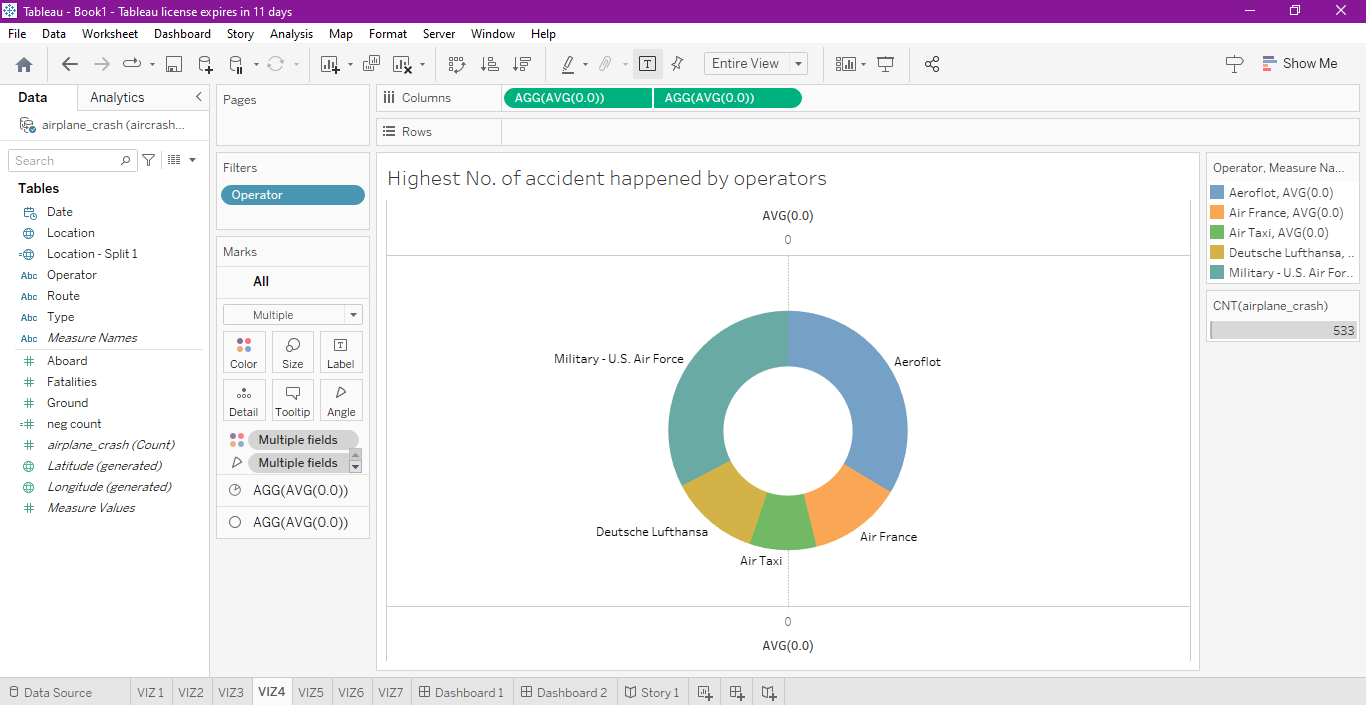 Tableau - Book1 - Tableau license expires in 11 days
File Data Worksheet Dashboard Story Analysis Map Format Server Window Help
Entire View
Show Me
Data Analytics
airplane_crash (aircrash...
Search
Tables
Date
Location
Location - Split 1
Abc Operator
Abc Route
Abc Type
Abc Measure Names
Aboard
Fatalities
Ground
neg count
airplane_crash (Count)
Latitude (generated)
Longitude (generated)
Measure Values
Pages
Filters
Operator
Marks
All
Multiple
Color Size Label
Detail Tooltip Angle
Multiple fields
Multiple fields
AGG(AVG(0.0))
AGG(AVG(0.0))
Columns AGG(AVG(0.0)) AGG(AVG(0.0))
Rows
Highest No. of accident happened by operators
AVG(0.0)
0
Military - U.S. Air Force
Aeroflot
Deutsche Lufthansa
Air France
Air Taxi
0
AVG(0.0)
Operator, Measure Na...
Aeroflot, AVG(0.0)
Air France, AVG(0.0)
Air Taxi, AVG(0.0)
Deutsche Lufthansa, ..
Military - U.S. Air For..
CNT(airplane_crash)
533
Data Source VIZ 1 VIZ2 VIZ3 VIZ4 VIZ5 VIZ6 VIZ7 Dashboard 1 Dashboard 2 Story 1